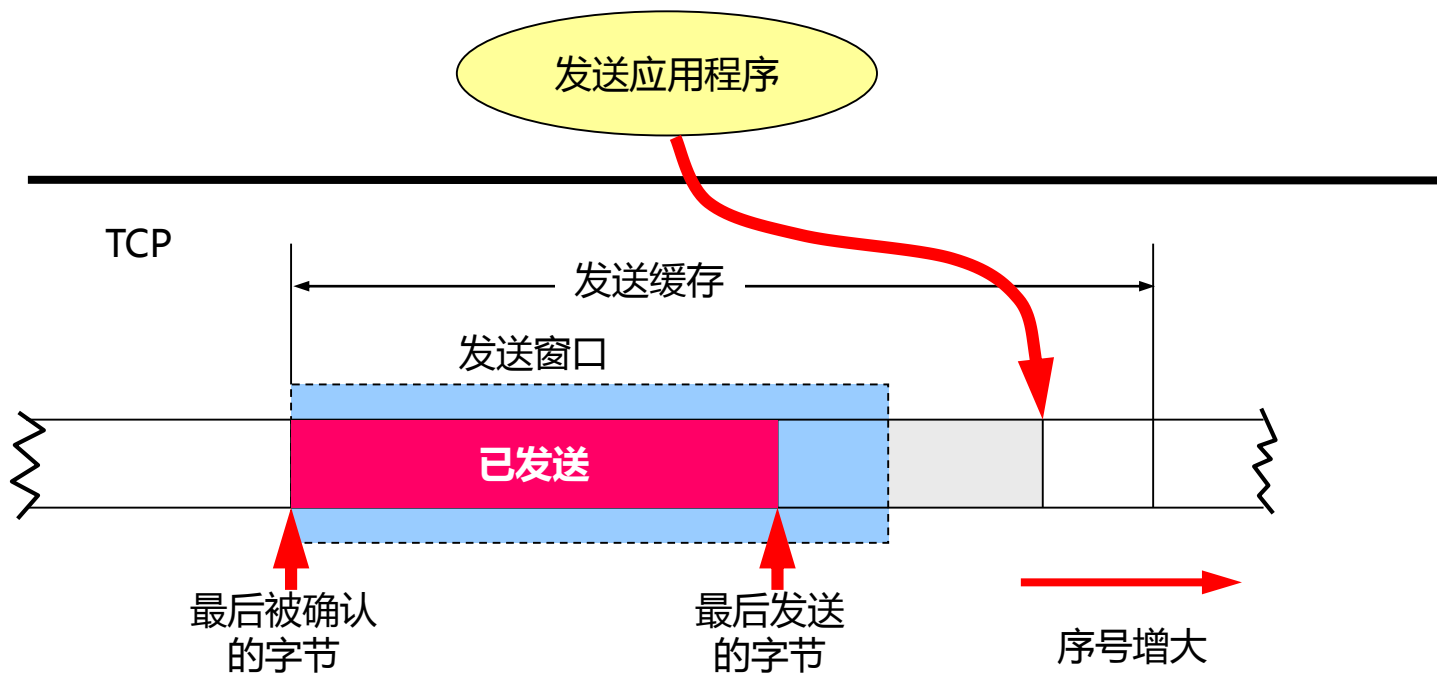 发送应用程序
TCP
发送缓存
发送窗口
已发送
最后被确认
的字节
最后发送
的字节
序号增大